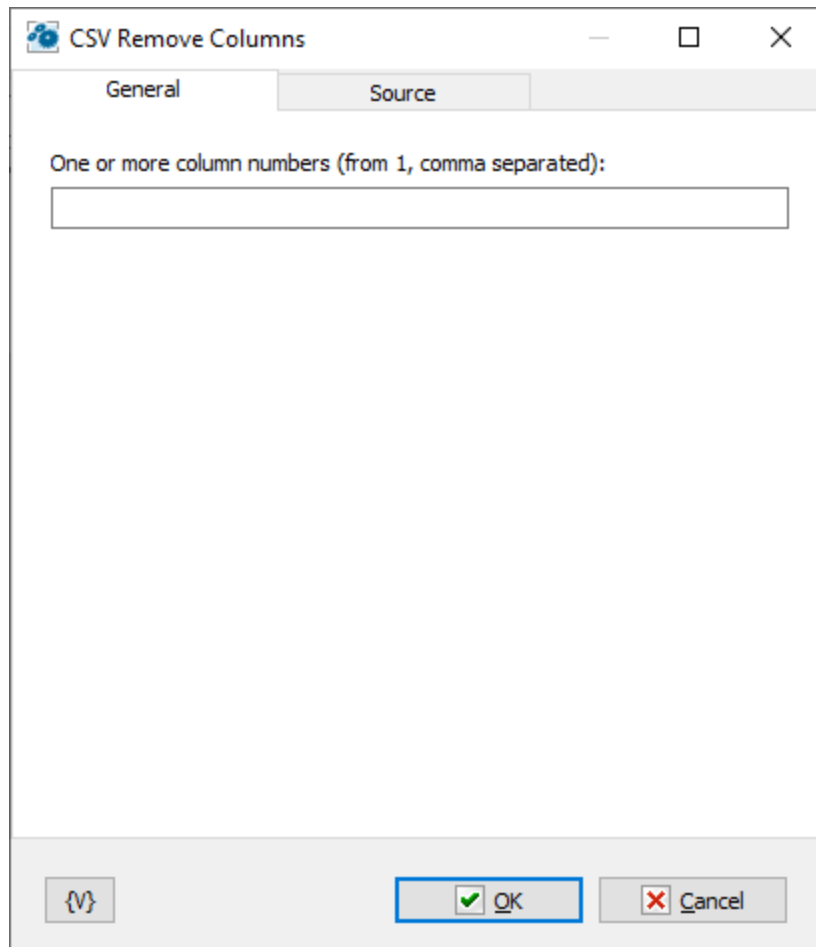 CSV Remove Columns
General
Source
One or more column numbers (from 1, comma separated):
{V}
OK
Cancel